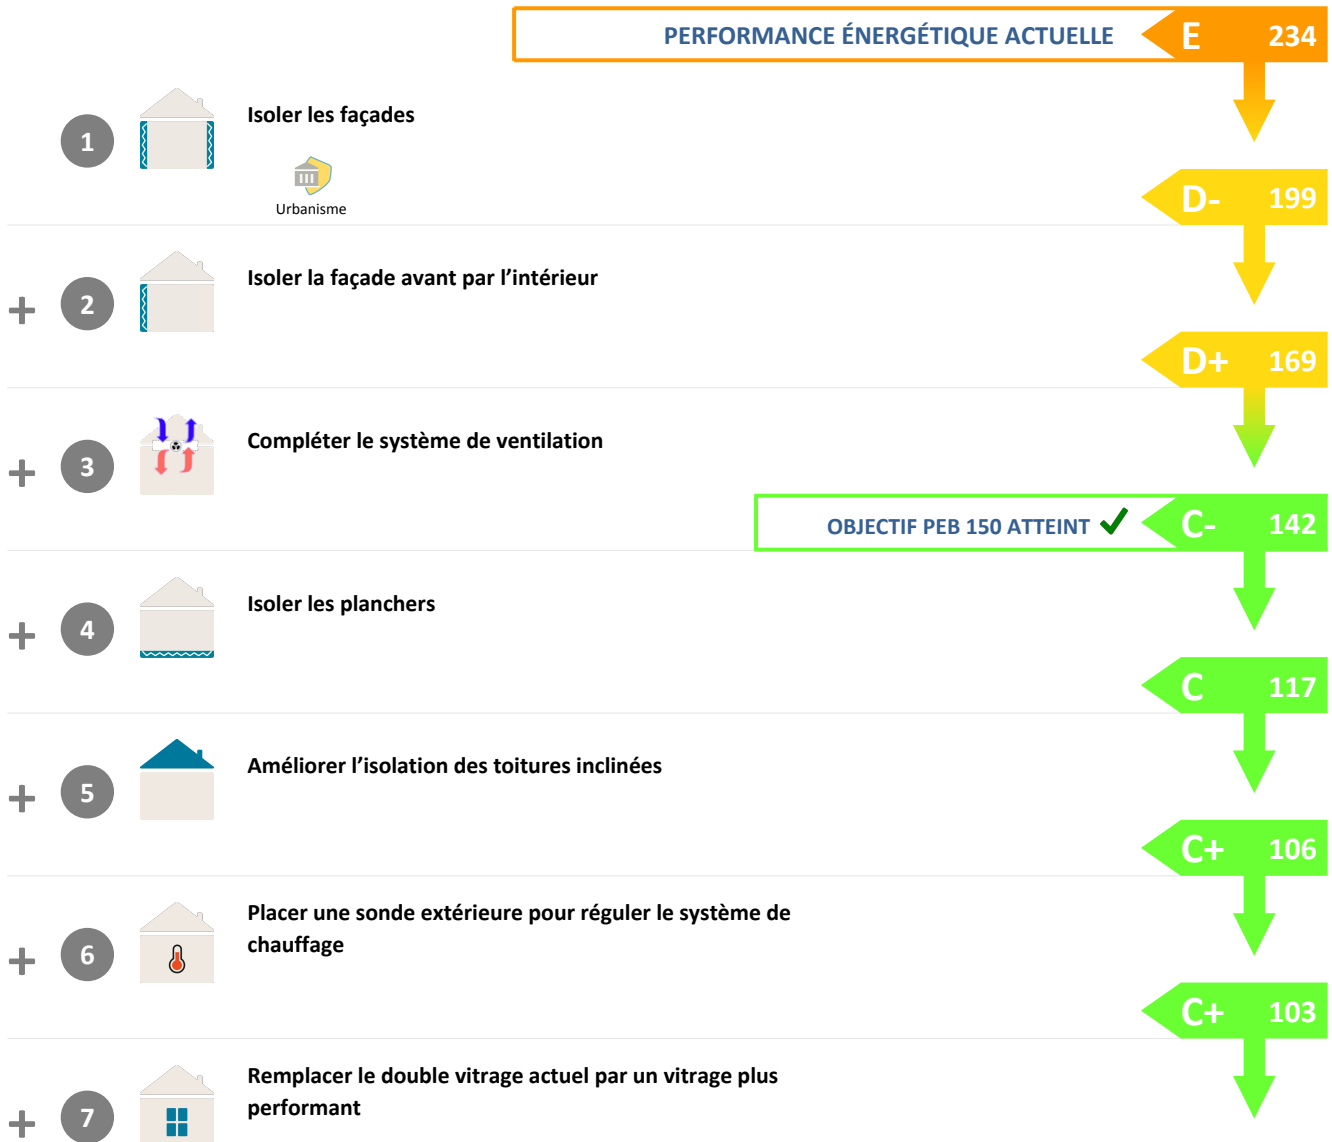 PERFORMANCE ÉNERGÉTIQUE ACTUELLE E 234
1 Isoler les façades
Urbanisme
D- 199
+ 2 Isoler la façade avant par l’intérieur
D+ 169
+ 3 Compléter le système de ventilation
OBJECTIF PEB 150 ATTEINT ✓ C- 142
+ 4 Isoler les planchers
C 117
+ 5 Améliorer l’isolation des toitures inclinées
C+ 106
+ 6 Placer une sonde extérieure pour réguler le système de
chauffage
C+ 103
+ 7 Remplacer le double vitrage actuel par un vitrage plus
performant